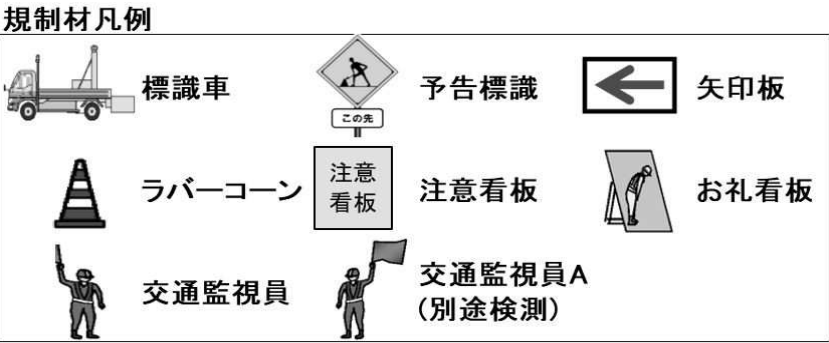 規制材凡例
標識車
この先
予告標識
矢印板
ラバーコーン
注意
看板
注意看板
お礼看板
交通監視員
交通監視員A
(別途検測)